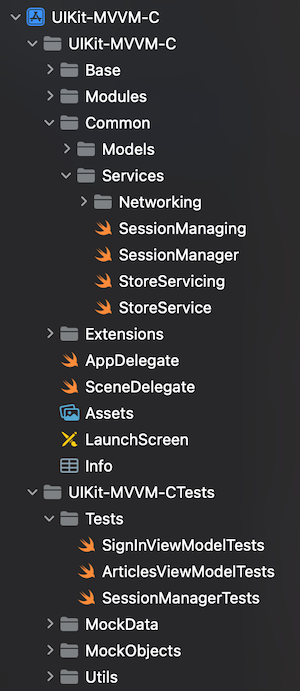 UIKit-MVVM-C
UIKit-MVVM-C
Base
Modules
Common
Models
Services
Networking
SessionManaging
SessionManager
StoreServicing
StoreService
Extensions
AppDelegate
SceneDelegate
Assets
LaunchScreen
Info
UIKit-MVVM-CTests
Tests
SignInViewModelTests
ArticlesViewModelTests
SessionManagerTests
MockData
MockObjects
Utils